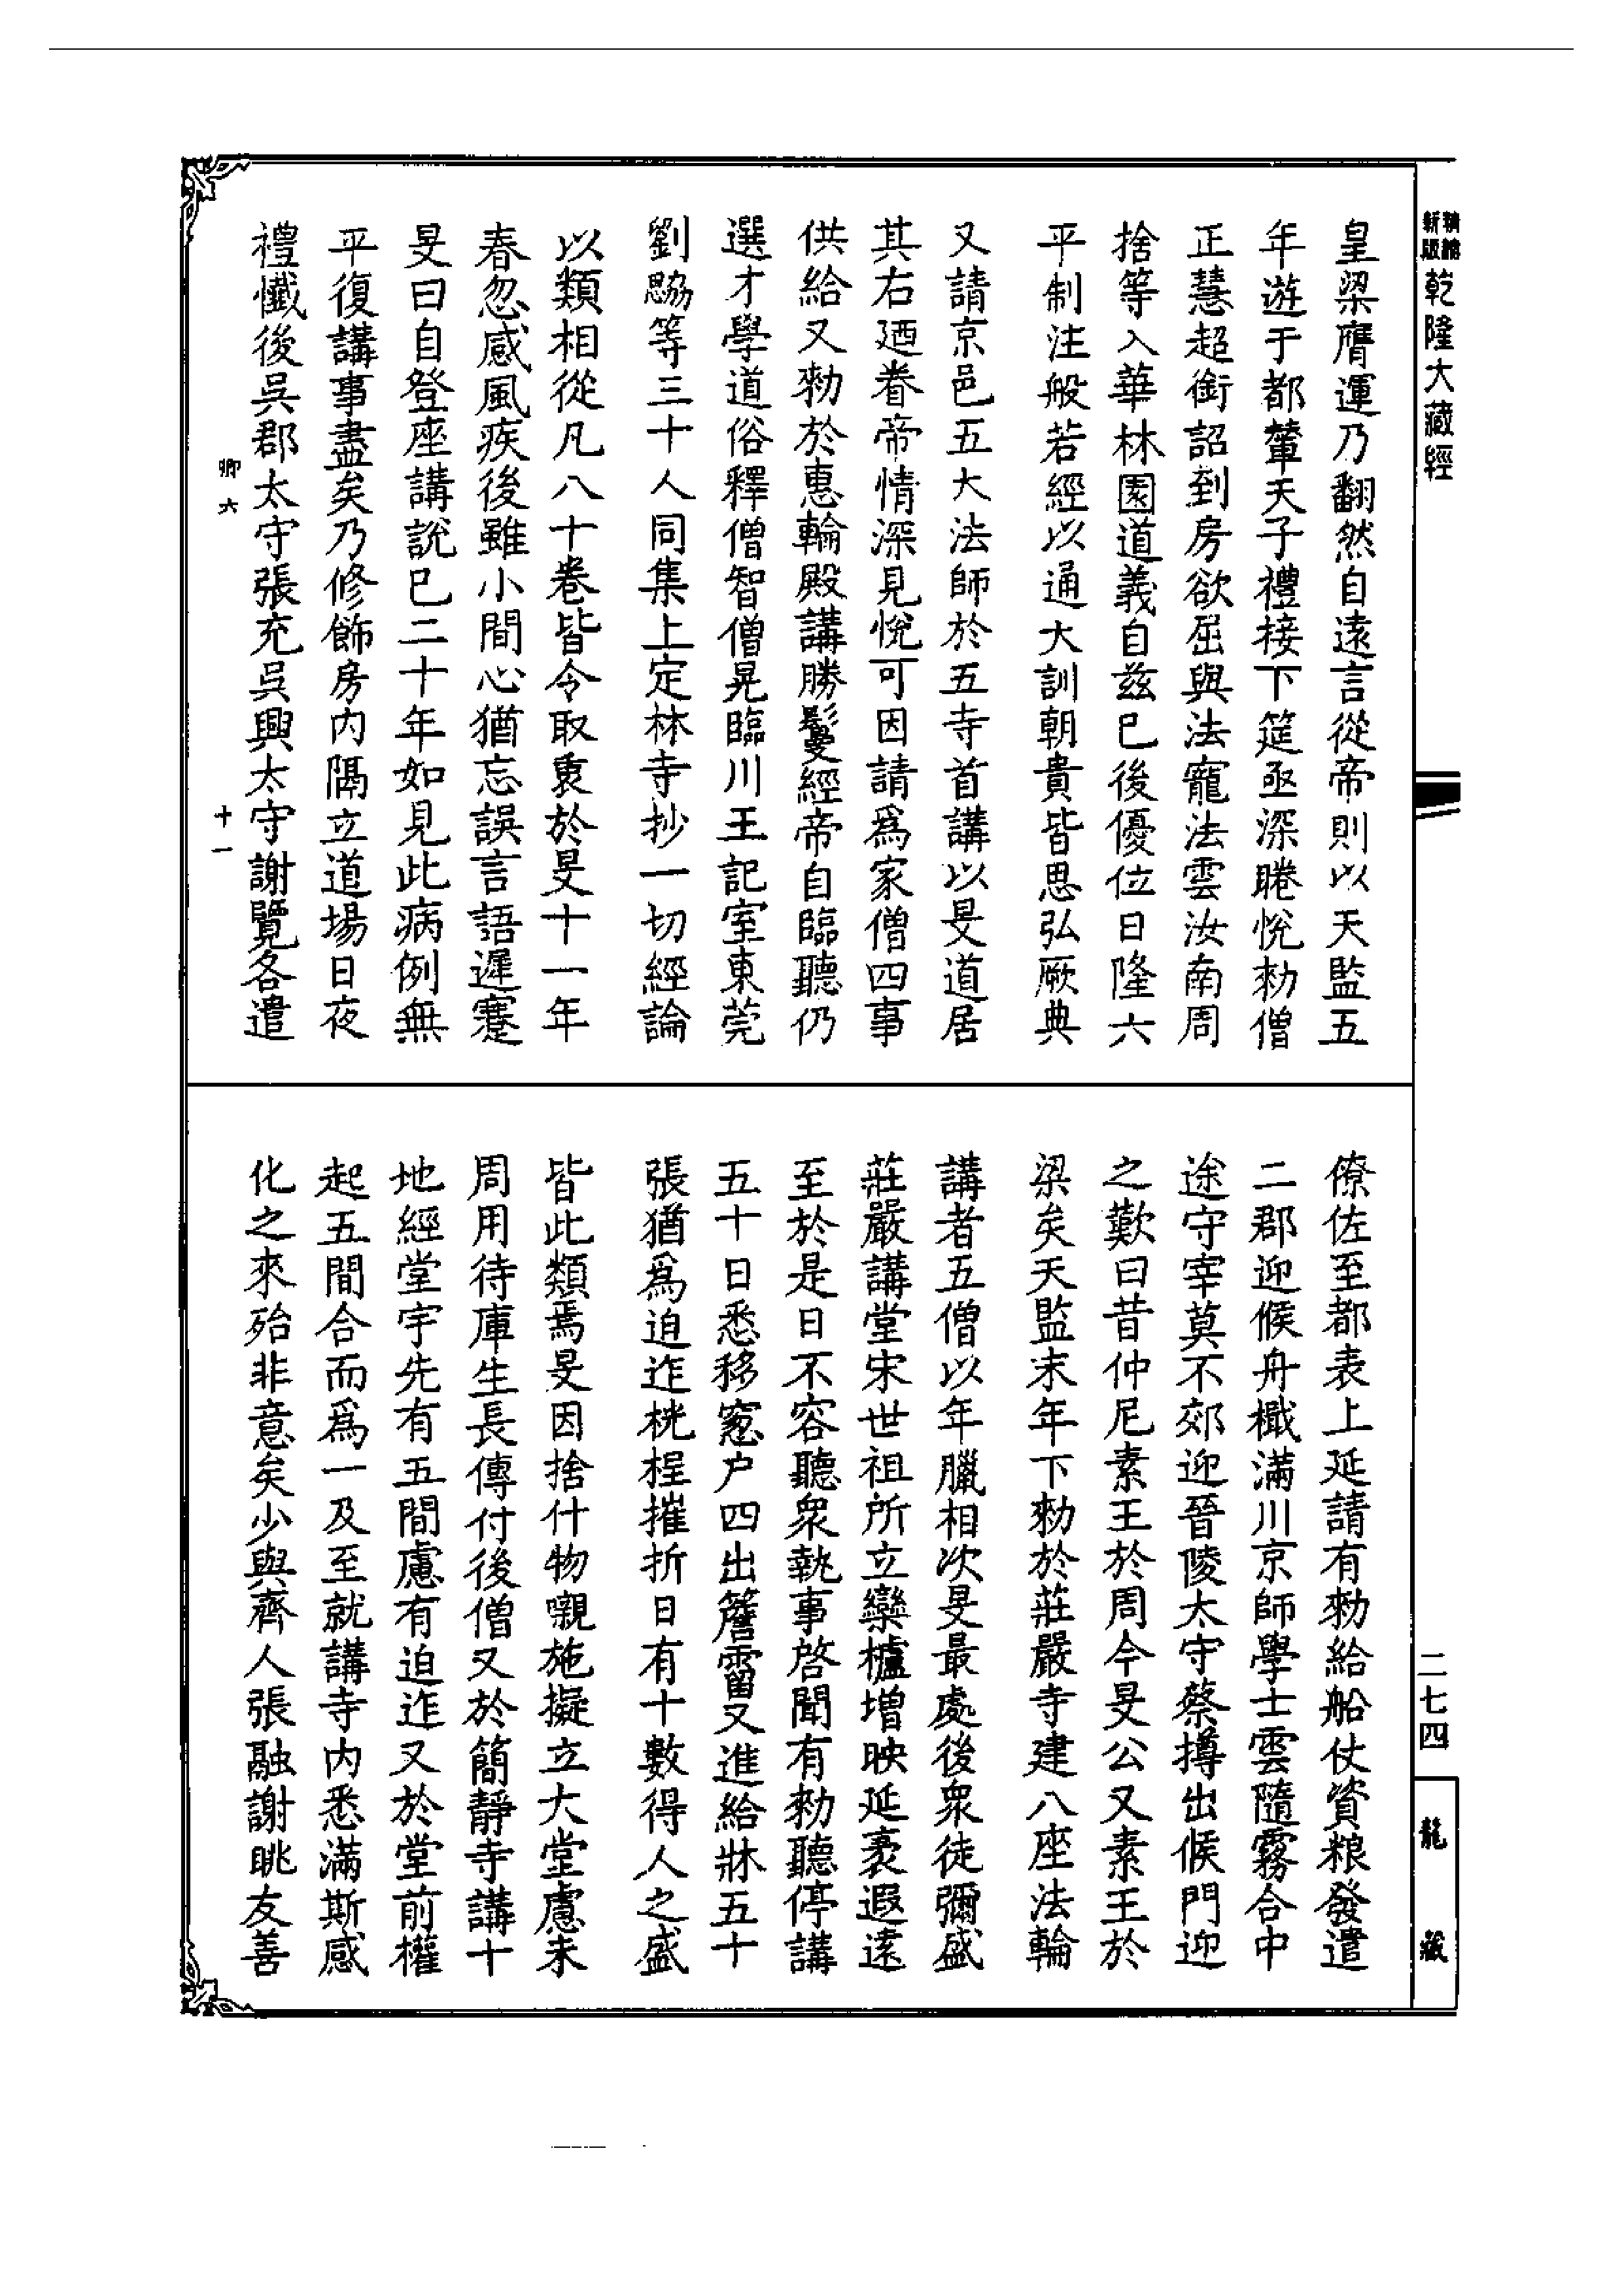 精縮新版乾隆大藏經
皇梁膺運乃翻然自遠言從帝則以天監五
年遊于都輦天子禮接下筵亟深睠悅勑僧
正慧超銜詔到房欲屈與法寵法雲汝南周
捨等入華林園道義自茲巳後優位日隆六
平制注般若經以通大訓朝貴皆思弘厥典
又請京邑五大法師於五寺首講以旻道居
其右廼眷帝情深見悅可因請爲家僧四事
供給又勑於惠輪殿講勝鬘經帝自臨聽仍
選才學道俗釋僧智僧晃臨川王記室東莞
劉勰等三十人同集上定林寺抄一切經論
以類相從凡八十卷皆令取衷於旻十一年
春忽感風疾後雖小間心猶忘誤言語遲蹇
旻曰自登座講說巳二十年如見此病例無
平復講事盡矣乃修飾房內隅立道場日夜
禮懺後吳郡太守張充吳興太守謝覽各遣
卿六
十一
僚佐至都表上延請有勑給船仗資粮發遣
二郡迎候舟檝滿川京師學士雲隨霧合中
途守宰莫不郊迎晉陵太守蔡撙出候門迎
之歎曰昔仲尼素王於周今旻公又素王於
梁矣天監末年下勑於莊嚴寺建八座法輪
講者五僧以年臘相次旻最處後衆徒彌盛
莊嚴講堂宋世祖所立欒櫨增映延袤遐遠
至於是日不容聽衆執事啓聞有勑聽停講
五十日悉移窻户四出簷霤又進給牀五十
張猶爲迫迮桄桯摧折日有十數得人之盛
皆此類焉旻因捨什物嚫施擬立大堂慮未
周用待庫生長傳付後僧又於簡靜寺講十
地經堂宇先有五間慮有迫迮又於堂前權
起五間合而爲一及至就講寺內悉滿斯感
化之來殆非意矣少與齊人張融謝眺友善
二七四
龍藏